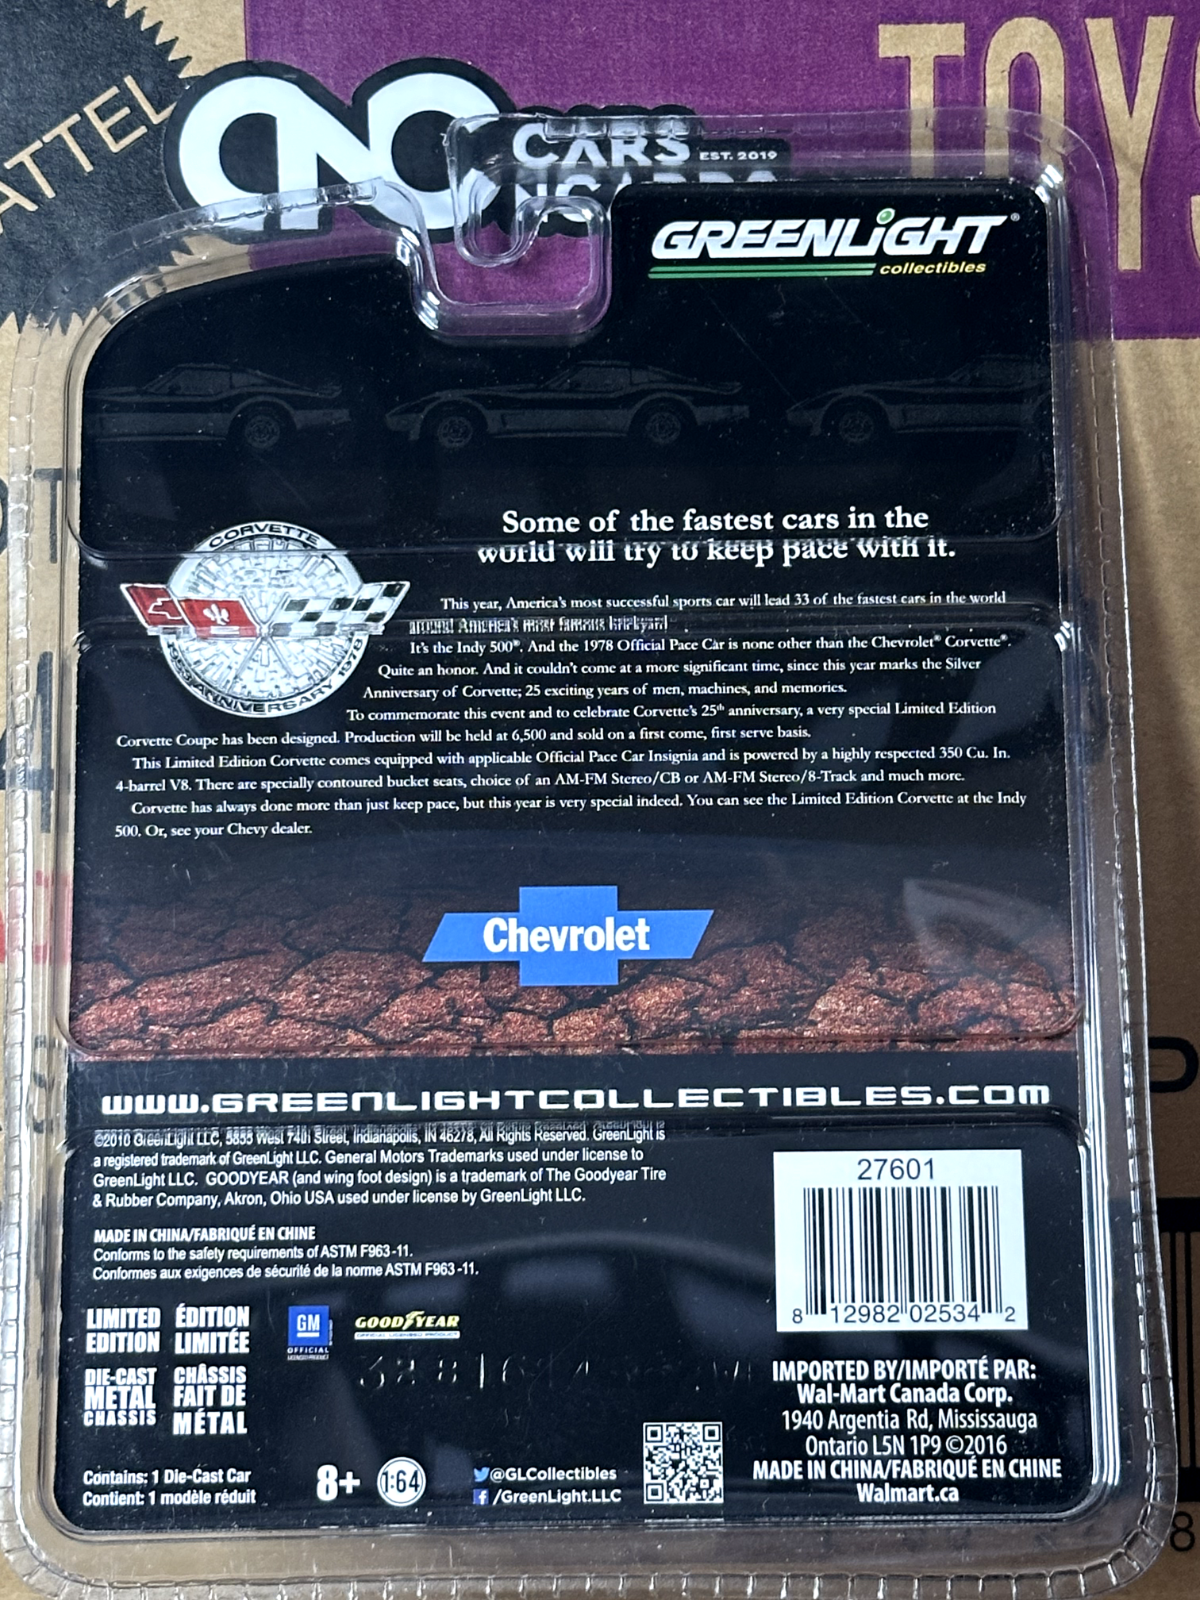 ATTEL
TOYS
CARS
EST. 2019
GREENLiGHT®
collectibles
Some of the fastest cars in the
world will try to keep pace with it.
CORVETTE
25
1953 ANNIVERSARY 1978
This year, America's most successful sports car will lead 33 of the fastest cars in the world
around America's most famous brickyard
It's the Indy 500®. And the 1978 Official Pace Car is none other than the Chevrolet® Corvette®.
Quite an honor. And it couldn't come at a more significant time, since this year marks the Silver
Anniversary of Corvette; 25 exciting years of men, machines, and memories.
To commemorate this event and to celebrate Corvette's 25th anniversary, a very special Limited Edition
Corvette Coupe has been designed. Production will be held at 6,500 and sold on a first come, first serve basis.
This Limited Edition Corvette comes equipped with applicable Official Pace Car Insignia and is powered by a highly respected 350 Cu. In.
4-barrel V8. There are specially contoured bucket seats, choice of an AM-FM Stereo/CB or AM-FM Stereo/8-Track and much more.
Corvette has always done more than just keep pace, but this year is very special indeed. You can see the Limited Edition Corvette at the Indy
500. Or, see your Chevy dealer.
Chevrolet
WWW.GREENLIGHTCOLLECTIBLES.COM
©2010 GreenLight LLC, 5855 West 74th Street, Indianapolis, IN 46278, All Rights Reserved. GreenLight is
a registered trademark of GreenLight LLC. General Motors Trademarks used under license to
GreenLight LLC. GOODYEAR (and wing foot design) is a trademark of The Goodyear Tire
& Rubber Company, Akron, Ohio USA used under license by GreenLight LLC.
MADE IN CHINA/FABRIQUÉ EN CHINE
Conforms to the safety requirements of ASTM F963-11.
Conformes aux exigences de sécurité de la norme ASTM F963-11.
27601
8 12982 02534 2
LIMITED EDITION
ÉDITION LIMITÉE
GM
OFFICIAL
LICENSED PRODUCT
GOODYEAR
OFFICIAL LICENSED PRODUCT
DIE-CAST METAL CHASSIS
CHÂSSIS FAIT DE MÉTAL
IMPORTED BY/IMPORTÉ PAR:
Wal-Mart Canada Corp.
1940 Argentia Rd, Mississauga
Ontario L5N 1P9 ©2016
MADE IN CHINA/FABRIQUÉ EN CHINE
Walmart.ca
Contains: 1 Die-Cast Car
Contient: 1 modèle réduit
8+
1:64
@GLCollectibles
/GreenLight.LLC